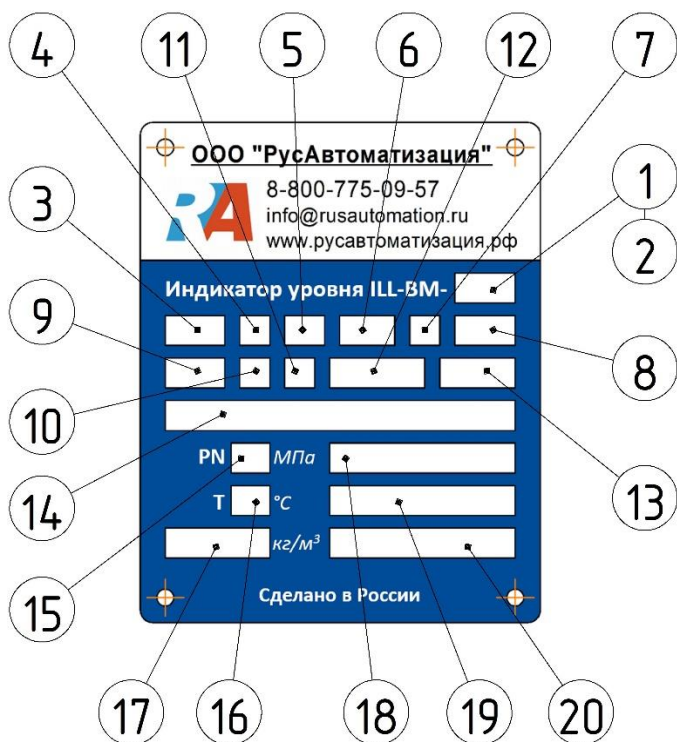 4 11 5 6 12 7
ООО "РусАвтоматизация"
RA
8-800-775-09-57
info@rusautomation.ru
www.русавтоматизация.рф
1
3
2
Индикатор уровня ILL-BM-
9
8
10
PN МПа
13
14
T °C
кг/м³
15
Сделано в России
17 16 18 19 20